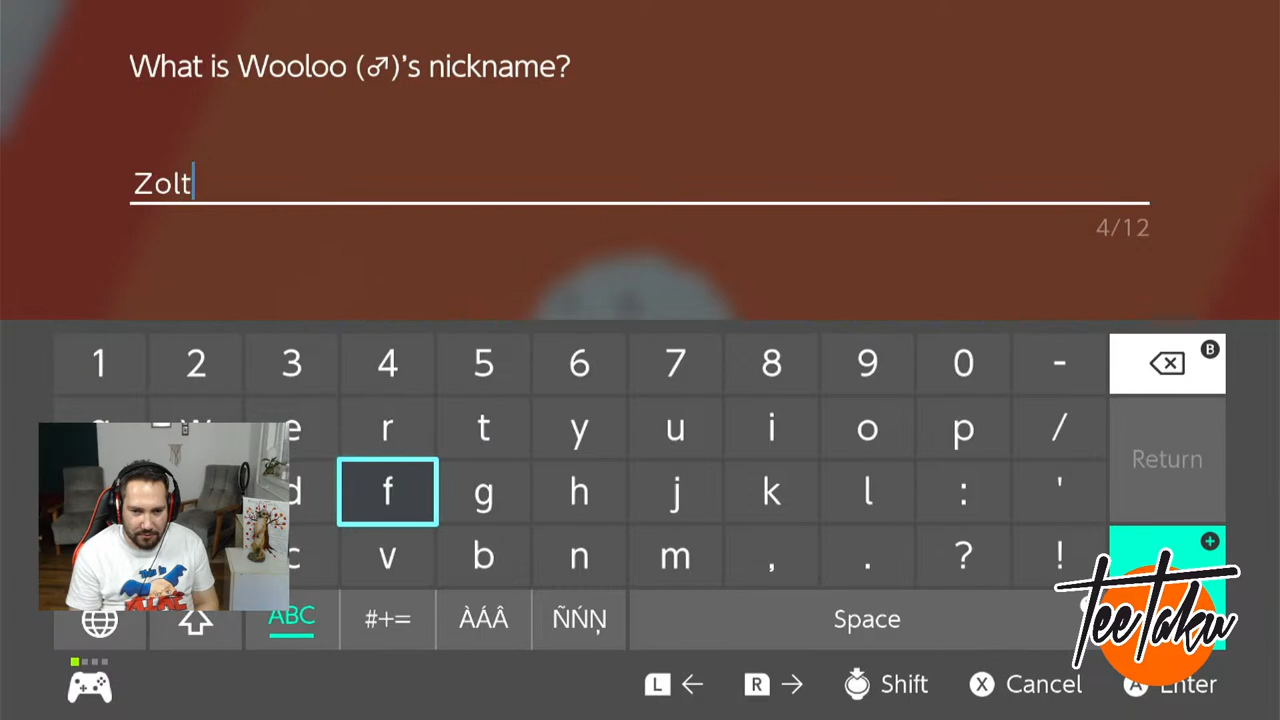 What is Wooloo (♂)'s nickname?
Zolt
4/12
1 2 3 4 5 6 7 8 9 0 - B
e r t y u i o p /
Return
d f g h j k l : '
c v b n m , . ? ! +
ABC #+= ÀÁÂ ÑŃŅ Space
TeeTaku
L ← R → Shift X Cancel A Enter